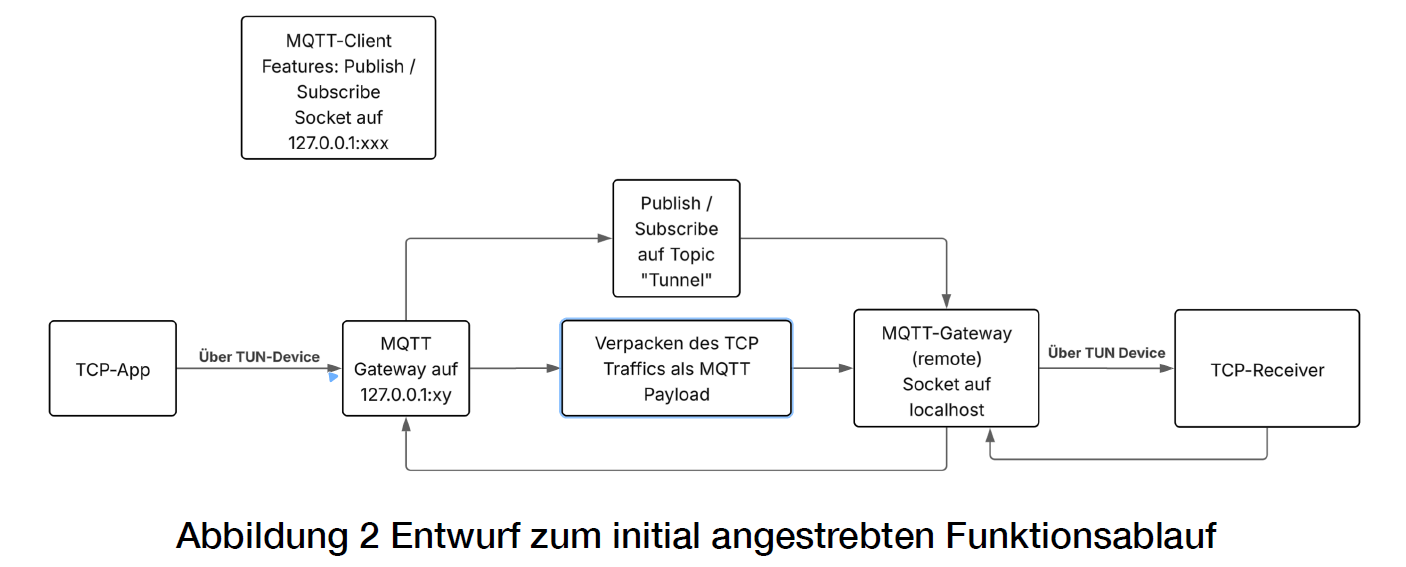 MQTT-Client
Features: Publish /
Subscribe
Socket auf
127.0.0.1:xxx
Publish /
Subscribe
auf Topic
"Tunnel"
TCP-App
Über TUN-Device
MQTT
Gateway auf
127.0.0.1:xy
Verpacken des TCP
Traffics als MQTT
Payload
MQTT-Gateway
(remote)
Socket auf
localhost
Über TUN Device
TCP-Receiver
Abbildung 2 Entwurf zum initial angestrebten Funktionsablauf